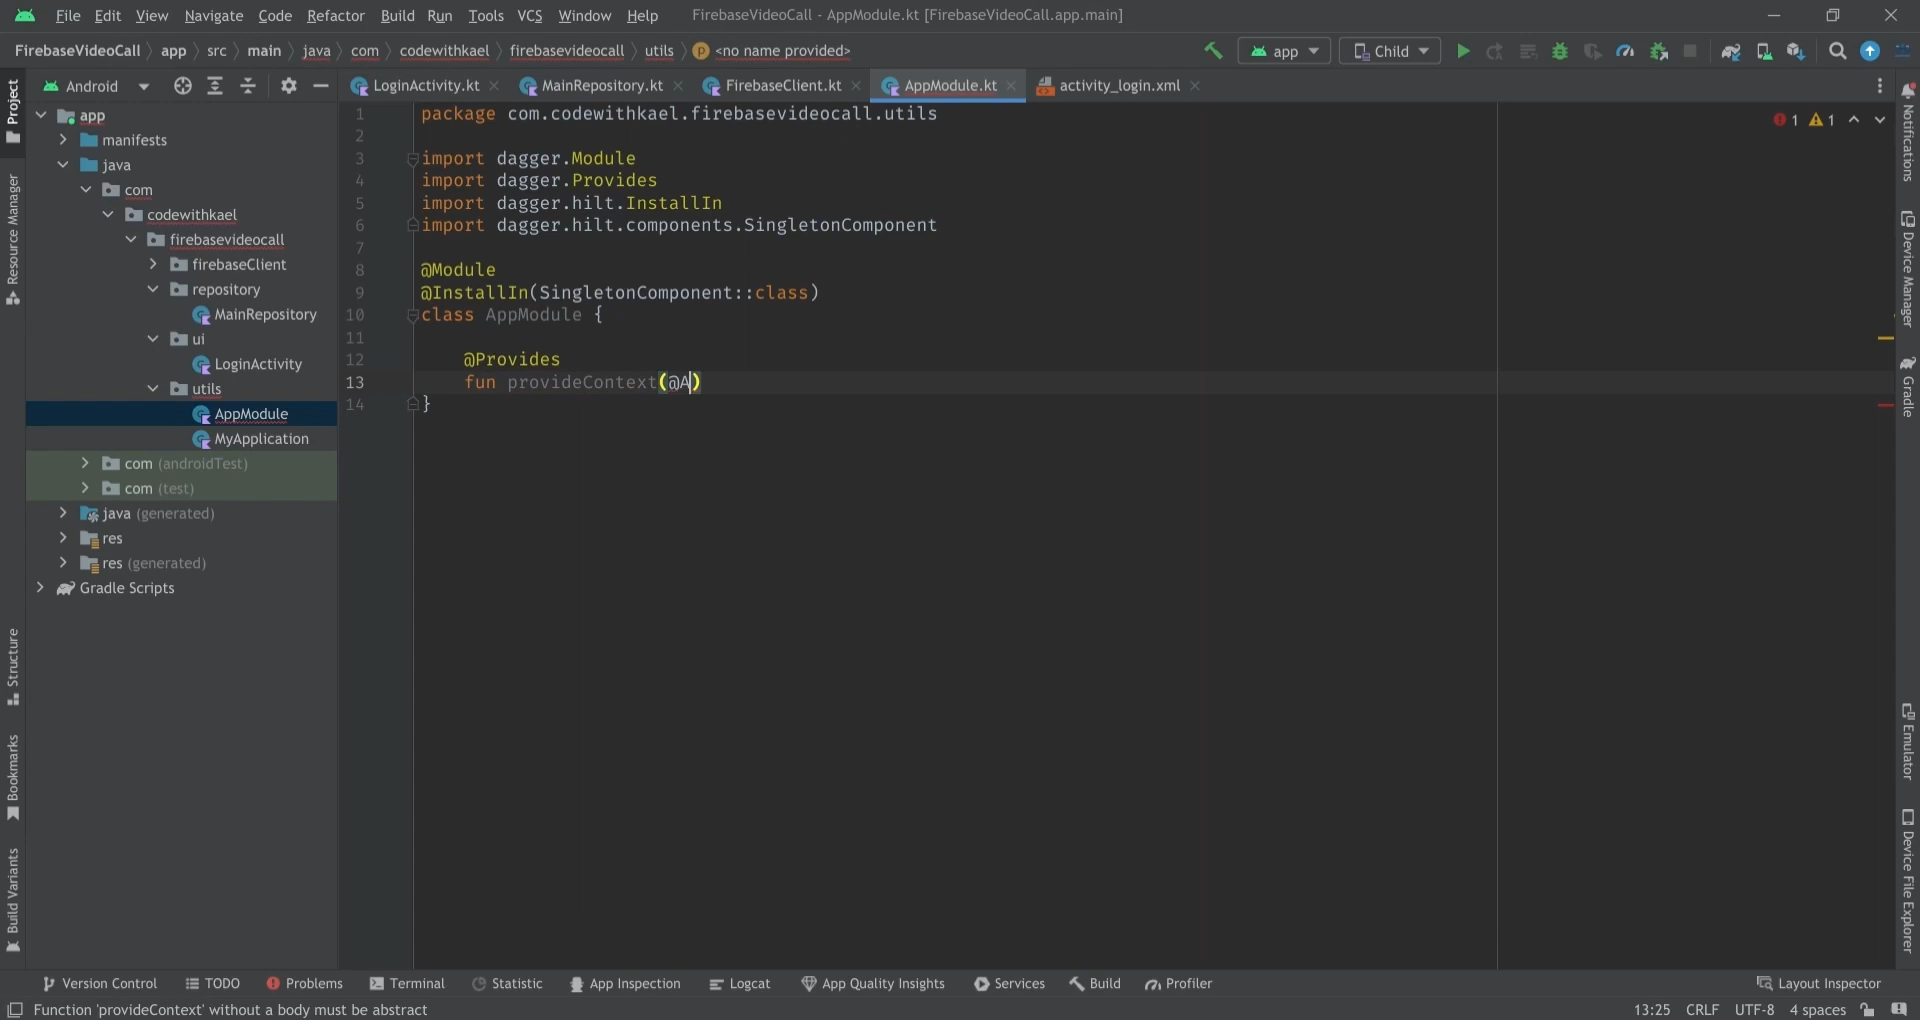 File Edit View Navigate Code Refactor Build Run Tools VCS Window Help FirebaseVideoCall - AppModule.kt [FirebaseVideoCall.app.main]
FirebaseVideoCall app src main java com codewithkael firebasevideocall utils <no name provided> app Child
Project
Resource Manager
Structure
Bookmarks
Build Variants
Android
app
manifests
java
com
codewithkael
firebasevideocall
firebaseClient
repository
MainRepository
ui
LoginActivity
utils
AppModule
MyApplication
com (androidTest)
com (test)
java (generated)
res
res (generated)
Gradle Scripts
LoginActivity.kt MainRepository.kt FirebaseClient.kt AppModule.kt activity_login.xml
1 package com.codewithkael.firebasevideocall.utils
2
3 import dagger.Module
4 import dagger.Provides
5 import dagger.hilt.InstallIn
6 import dagger.hilt.components.SingletonComponent
7
8 @Module
9 @InstallIn(SingletonComponent::class)
10 class AppModule {
11
12 @Provides
13 fun provideContext(@A)
14 }
1 1
Notifications
Device Manager
Gradle
Emulator
Device File Explorer
Version Control TODO Problems Terminal Statistic App Inspection Logcat App Quality Insights Services Build Profiler Layout Inspector
Function 'provideContext' without a body must be abstract 13:25 CRLF UTF-8 4 spaces